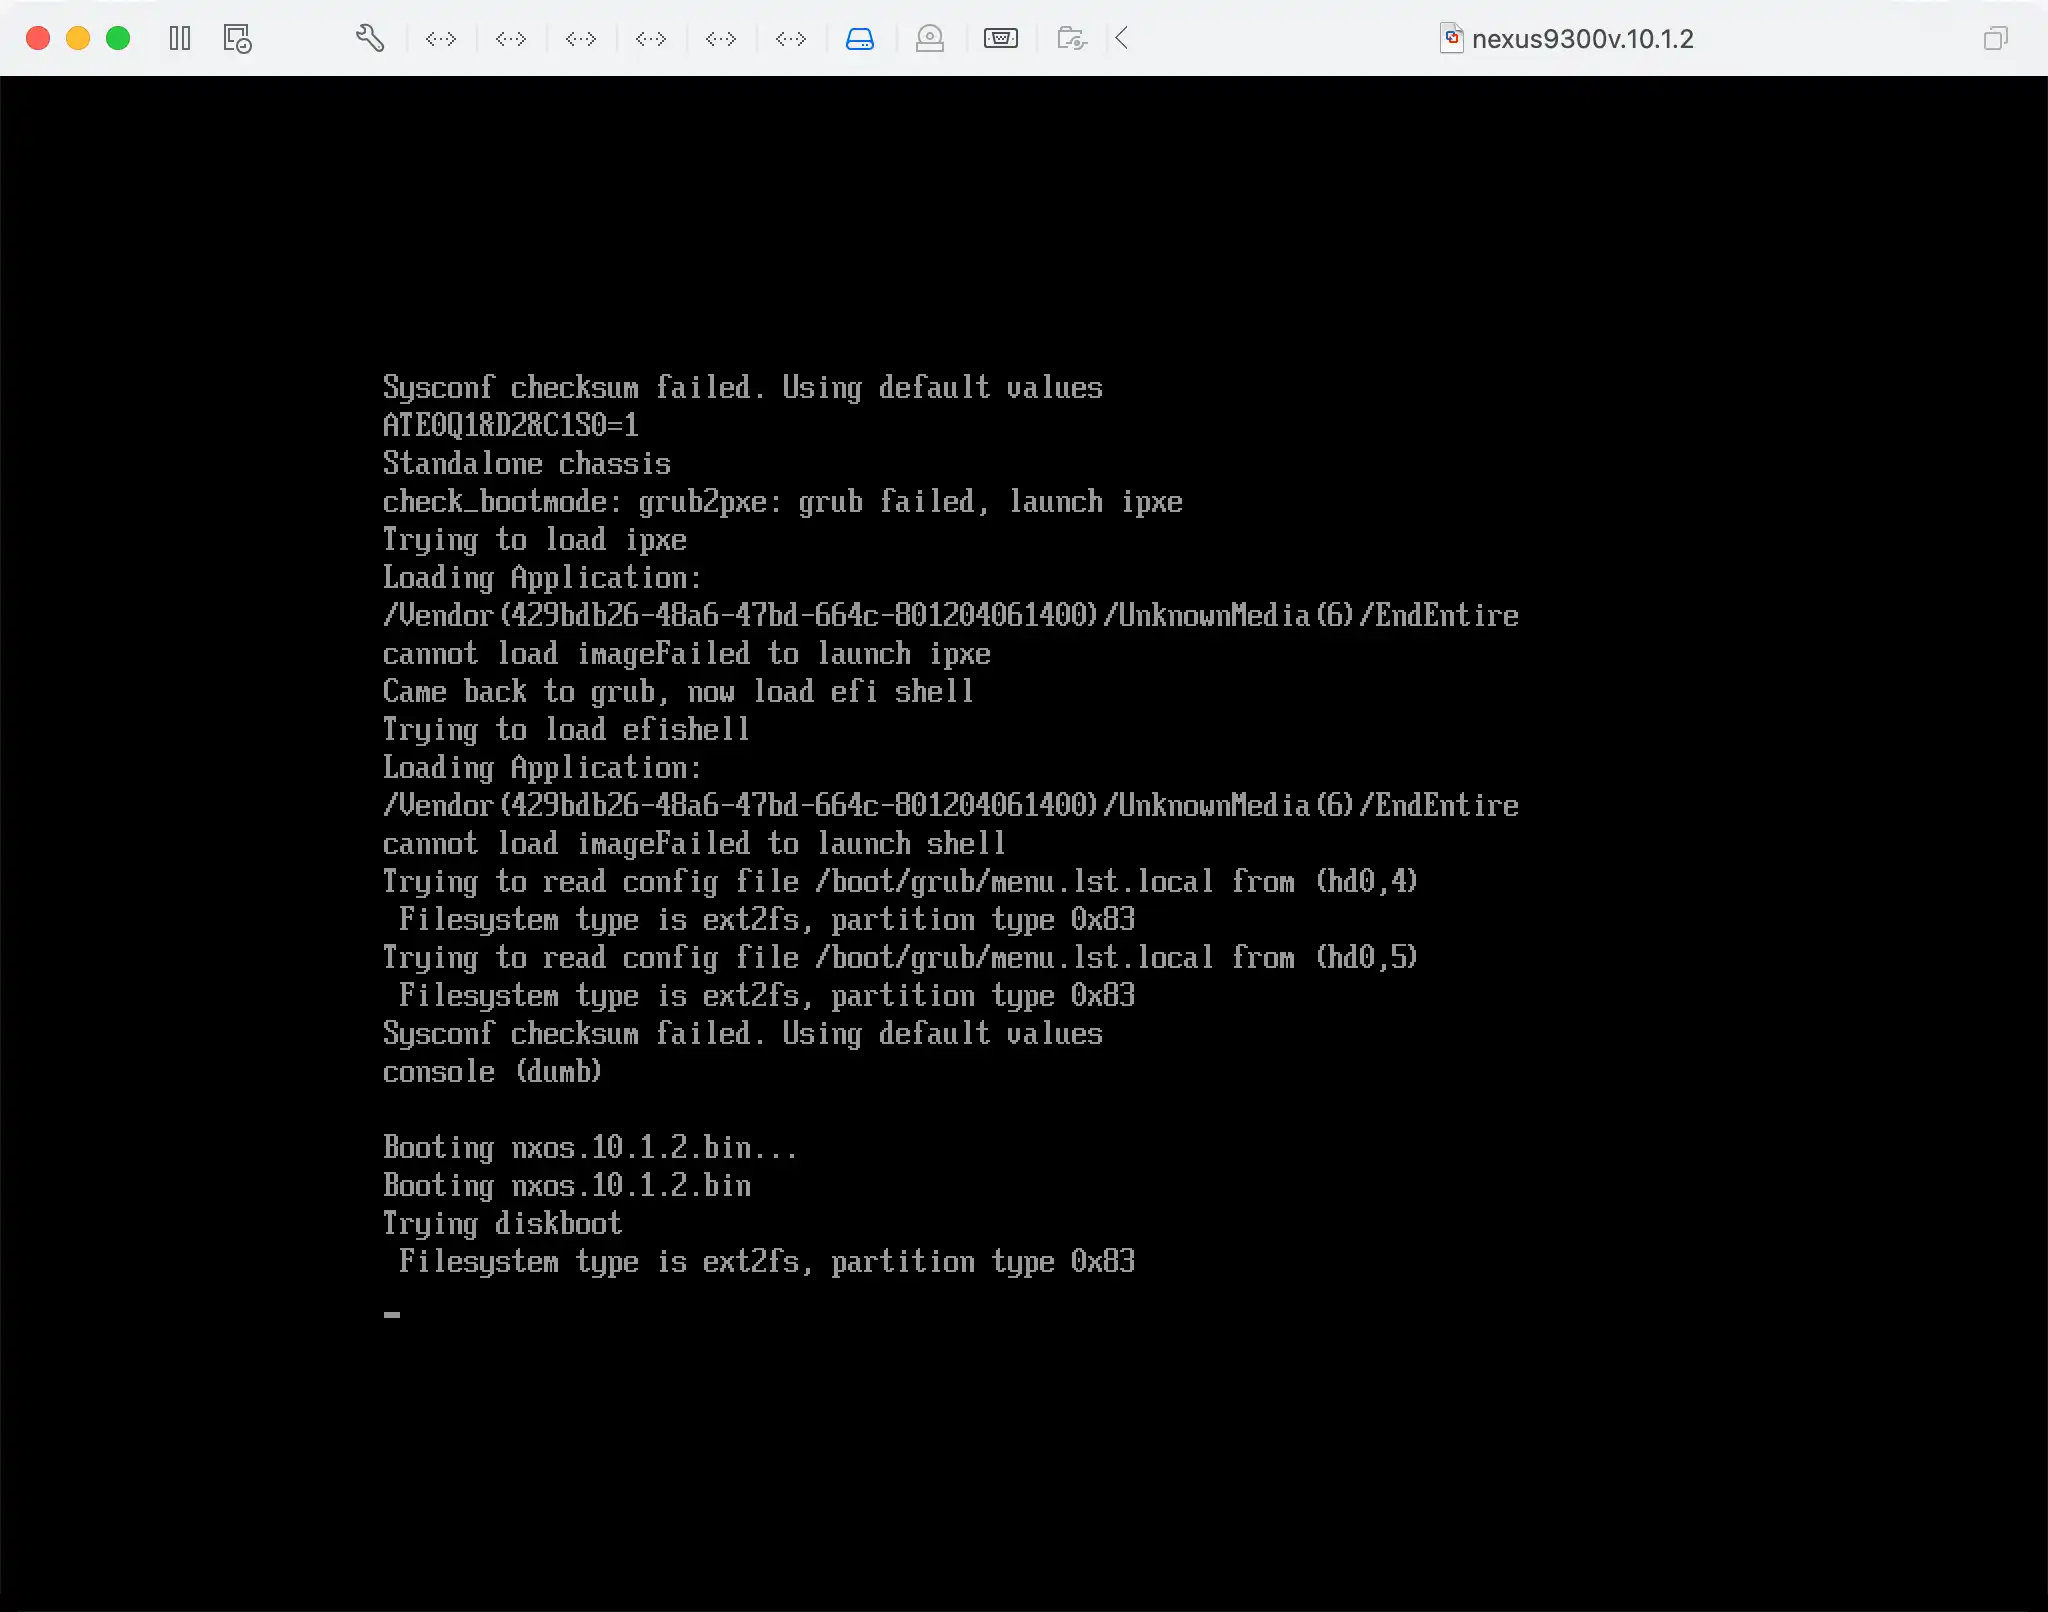 nexus9300v.10.1.2
Sysconf checksum failed. Using default values
ATE0Q1&D2&C1S0=1
Standalone chassis
check_bootmode: grub2pxe: grub failed, launch ipxe
Trying to load ipxe
Loading Application:
/Vendor(429bdb26-48a6-47bd-664c-801204061400)/UnknownMedia(6)/EndEntire
cannot load imageFailed to launch ipxe
Came back to grub, now load efi shell
Trying to load efishell
Loading Application:
/Vendor(429bdb26-48a6-47bd-664c-801204061400)/UnknownMedia(6)/EndEntire
cannot load imageFailed to launch shell
Trying to read config file /boot/grub/menu.lst.local from (hd0,4)
 Filesystem type is ext2fs, partition type 0x83
Trying to read config file /boot/grub/menu.lst.local from (hd0,5)
 Filesystem type is ext2fs, partition type 0x83
Sysconf checksum failed. Using default values
console (dumb)

Booting nxos.10.1.2.bin...
Booting nxos.10.1.2.bin
Trying diskboot
 Filesystem type is ext2fs, partition type 0x83